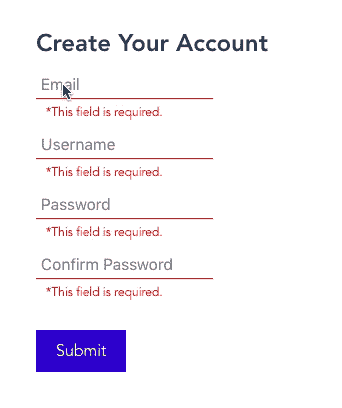 Create Your Account
Email
*This field is required.
Username
*This field is required.
Password
*This field is required.
Confirm Password
*This field is required.
Submit